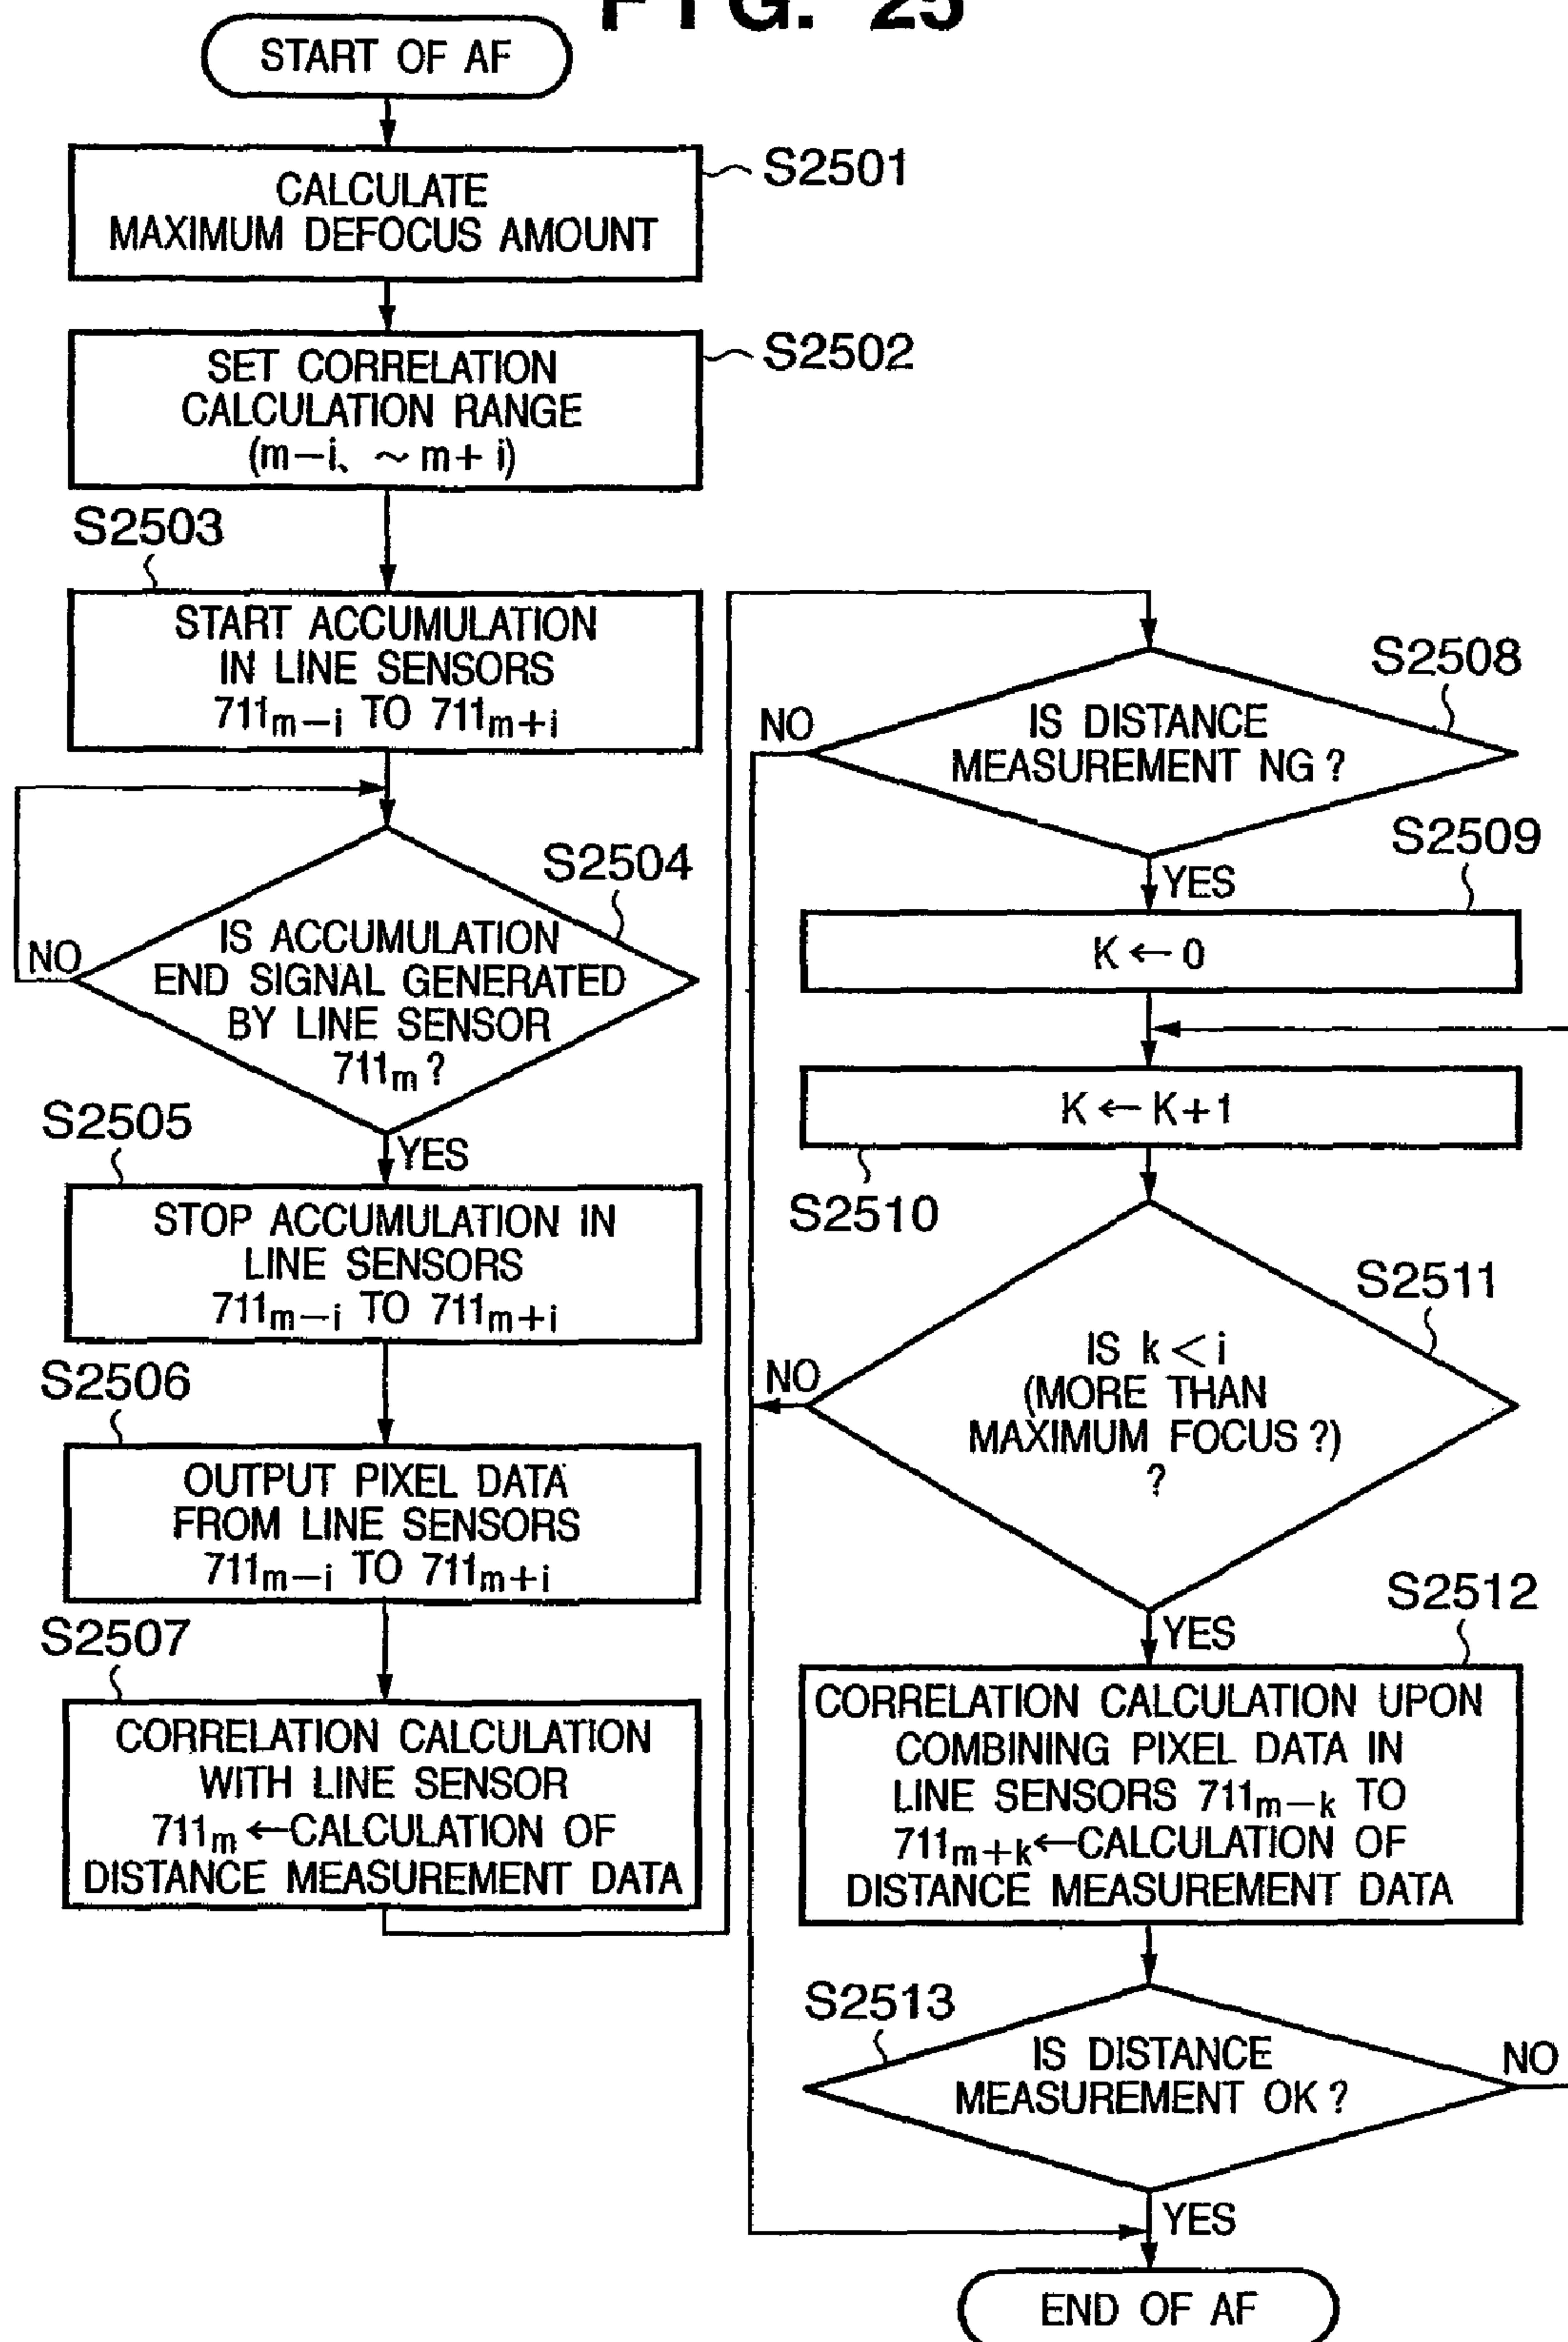 FIG. 25
START OF AF
CALCULATE
MAXIMUM DEFOCUS AMOUNT
S2501
SET CORRELATION
CALCULATION RANGE
(m-i、~m+i)
S2502
S2503
START ACCUMULATION
IN LINE SENSORS
711m-i TO 711m+i
S2504
NO
IS ACCUMULATION
END SIGNAL GENERATED
BY LINE SENSOR
711m?
YES
S2505
STOP ACCUMULATION IN
LINE SENSORS
711m-i TO 711m+i
S2506
OUTPUT PIXEL DATA
FROM LINE SENSORS
711m-i TO 711m+i
S2507
CORRELATION CALCULATION
WITH LINE SENSOR
711m←CALCULATION OF
DISTANCE MEASUREMENT DATA
S2508
NO
IS DISTANCE
MEASUREMENT NG?
YES
S2509
K←0
K←K+1
S2510
S2511
NO
IS k<i
(MORE THAN
MAXIMUM FOCUS?)
?
YES
S2512
CORRELATION CALCULATION UPON
COMBINING PIXEL DATA IN
LINE SENSORS 711m-k TO
711m+k←CALCULATION OF
DISTANCE MEASUREMENT DATA
S2513
IS DISTANCE
MEASUREMENT OK?
NO
YES
END OF AF